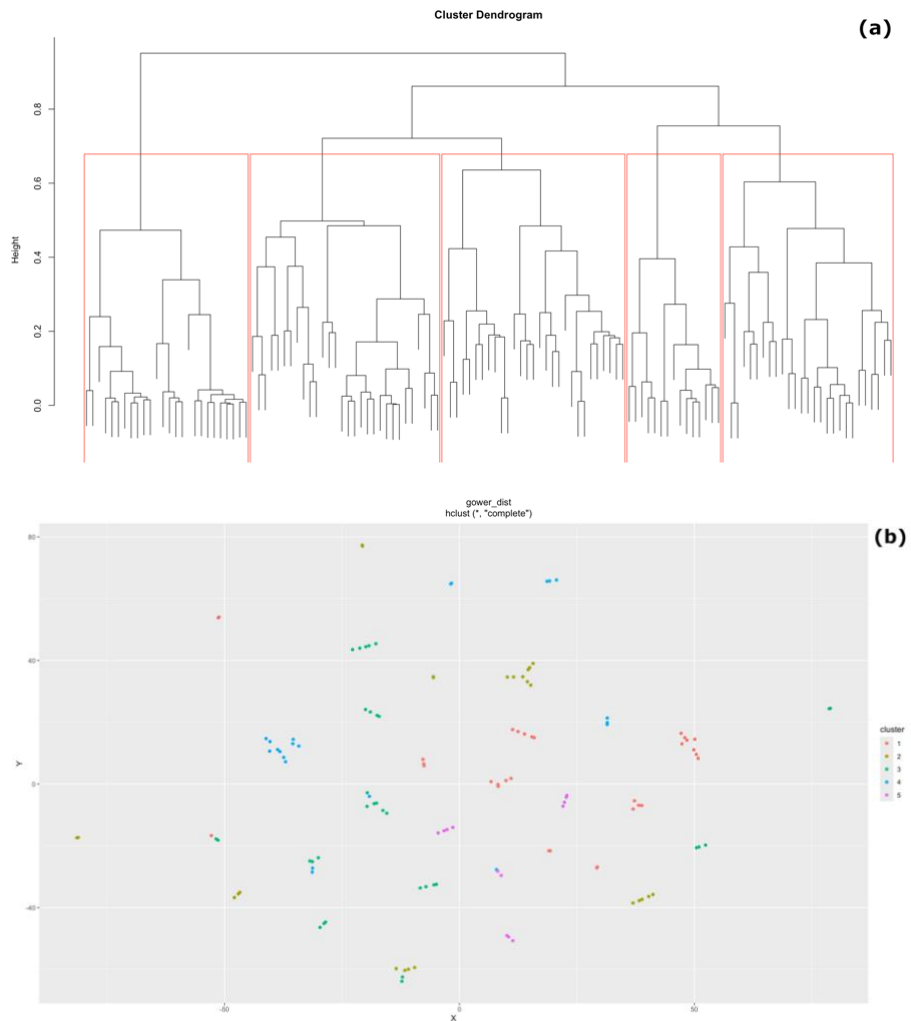 Cluster Dendrogram
(a)
Height
0.8
0.6
0.4
0.2
0.0
gower_dist
hclust (*, "complete")
(b)
80
40
0
-40
Y
-50
0
50
X
cluster
1
2
3
4
5